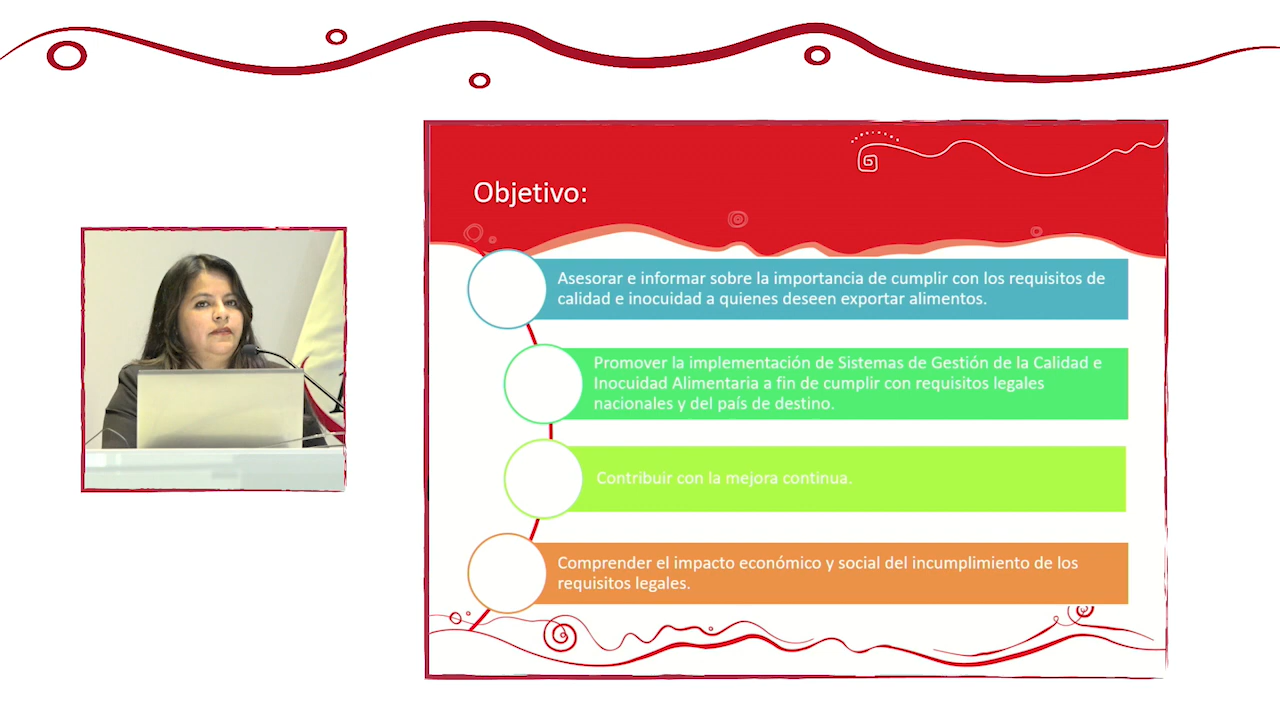 Objetivo:
Asesorar e informar sobre la importancia de cumplir con los requisitos de
calidad e inocuidad a quienes deseen exportar alimentos.
Promover la implementación de Sistemas de Gestión de la Calidad e
Inocuidad Alimentaria a fin de cumplir con requisitos legales
nacionales y del país de destino.
Contribuir con la mejora continua.
Comprender el impacto económico y social del incumplimiento de los
requisitos legales.